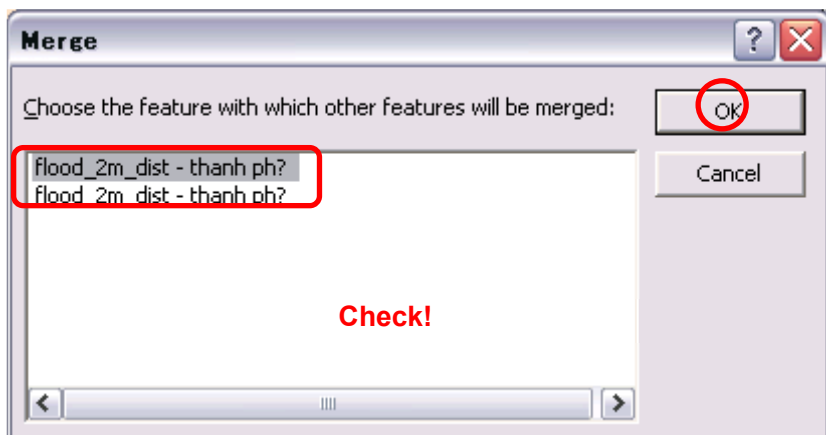 Merge
Choose the feature with which other features will be merged:
OK
flood_2m_dist - thanh ph?
flood_2m_dist - thanh ph?
Cancel
Check!